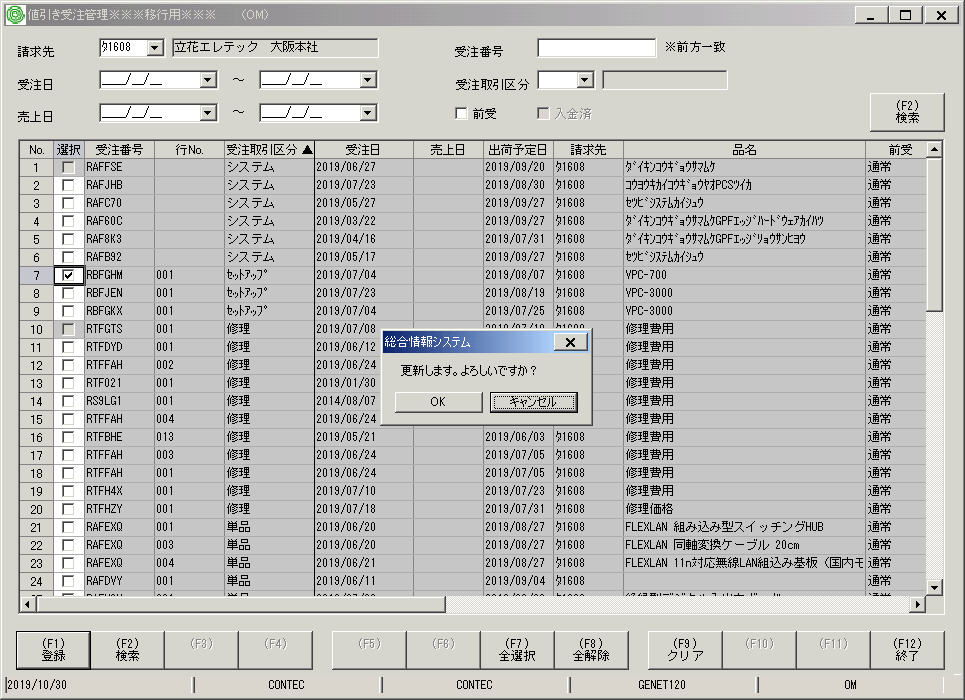 値引き受注管理※※※移行用※※※　　（OM）
請求先 ﾀ1608 立花エレテック　大阪本社 受注番号 ※前方一致
受注日 ___/_/__ ～ ___/_/__ 受注取引区分
売上日 ___/_/__ ～ ___/_/__ 前受 入金済
(F2)
検索
No. 選択 受注番号 行No. 受注取引区分▲ 受注日 売上日 出荷予定日 請求先 品名 前受
1 RAFFSE システム 2019/06/27 2019/09/20 ﾀ1608 ﾀﾞｲｷﾝｺｳｷﾞｮｳｻﾏﾑｹ 通常
2 RAFJHB システム 2019/07/23 2019/08/30 ﾀ1608 ｺｳﾖｳｷｶｲｺｳｷﾞｮｳﾔｵPCSﾂｲｶ 通常
3 RAFC70 システム 2019/05/27 2019/09/27 ﾀ1608 ｾﾂﾋﾞｼｽﾃﾑｶｲｼｭｳ 通常
4 RAF60C システム 2019/03/22 2019/09/27 ﾀ1608 ﾀﾞｲｷﾝｺｳｷﾞｮｳｻﾏﾑｹGPFｴｯｼﾞﾊｰﾄﾞｳｪｱｶｲﾊﾂ 通常
5 RAF8K3 システム 2019/04/16 2019/07/31 ﾀ1608 ﾀﾞｲｷﾝｺｳｷﾞｮｳｻﾏﾑｹGPFｴｯｼﾞﾘｮｳｻﾝﾋﾖｳ 通常
6 RAFB92 システム 2019/05/17 2019/09/27 ﾀ1608 ｾﾂﾋﾞｼｽﾃﾑｶｲｼｭｳ 通常
7 RBFGHM 001 ｾｯﾄｱｯﾌﾟ 2019/07/04 2019/08/07 ﾀ1608 VPC-700 通常
8 RBFJEN 001 ｾｯﾄｱｯﾌﾟ 2019/07/23 2019/08/19 ﾀ1608 VPC-3000 通常
9 RBFGKX 001 ｾｯﾄｱｯﾌﾟ 2019/07/04 2019/07/25 ﾀ1608 VPC-3000 通常
10 RTFGTS 001 修理 2019/07/08 2019/07/19 ﾀ1608 修理費用 通常
11 RTFDYD 001 修理 2019/06/12 修理費用 通常
12 RTFFAH 002 修理 2019/06/24 修理費用 通常
13 RTF021 001 修理 2019/01/30 修理費用 通常
14 RS9LG1 001 修理 2014/08/07 修理費用 通常
15 RTFFAH 004 修理 2019/06/24 修理費用 通常
16 RTFBHE 013 修理 2019/05/21 2019/06/03 ﾀ1608 修理費用 通常
17 RTFFAH 003 修理 2019/06/24 2019/07/05 ﾀ1608 修理費用 通常
18 RTFFAH 001 修理 2019/06/24 2019/07/05 ﾀ1608 修理費用 通常
19 RTFH4X 001 修理 2019/07/10 2019/07/23 ﾀ1608 修理費用 通常
20 RTFHZY 001 修理 2019/07/18 2019/07/31 ﾀ1608 修理価格 通常
21 RAFEXQ 001 単品 2019/06/20 2019/08/27 ﾀ1608 FLEXLAN 組み込み型スイッチングHUB 通常
22 RAFEXQ 003 単品 2019/06/20 2019/08/27 ﾀ1608 FLEXLAN 同軸変換ケーブル 20cm 通常
23 RAFEXQ 004 単品 2019/06/21 2019/08/27 ﾀ1608 FLEXLAN 11n対応無線LAN組込み基板（国内モ 通常
24 RAFDVY 001 単品 2019/06/11 2019/09/04 ﾀ1608 通常
総合情報システム
更新します。よろしいですか？
OK キャンセル
(F1) (F2) (F3) (F4) (F5) (F6) (F7) (F8) (F9) (F10) (F11) (F12)
登録 検索 全選択 全解除 クリア 終了
2019/10/30 CONTEC CONTEC GENET120 OM